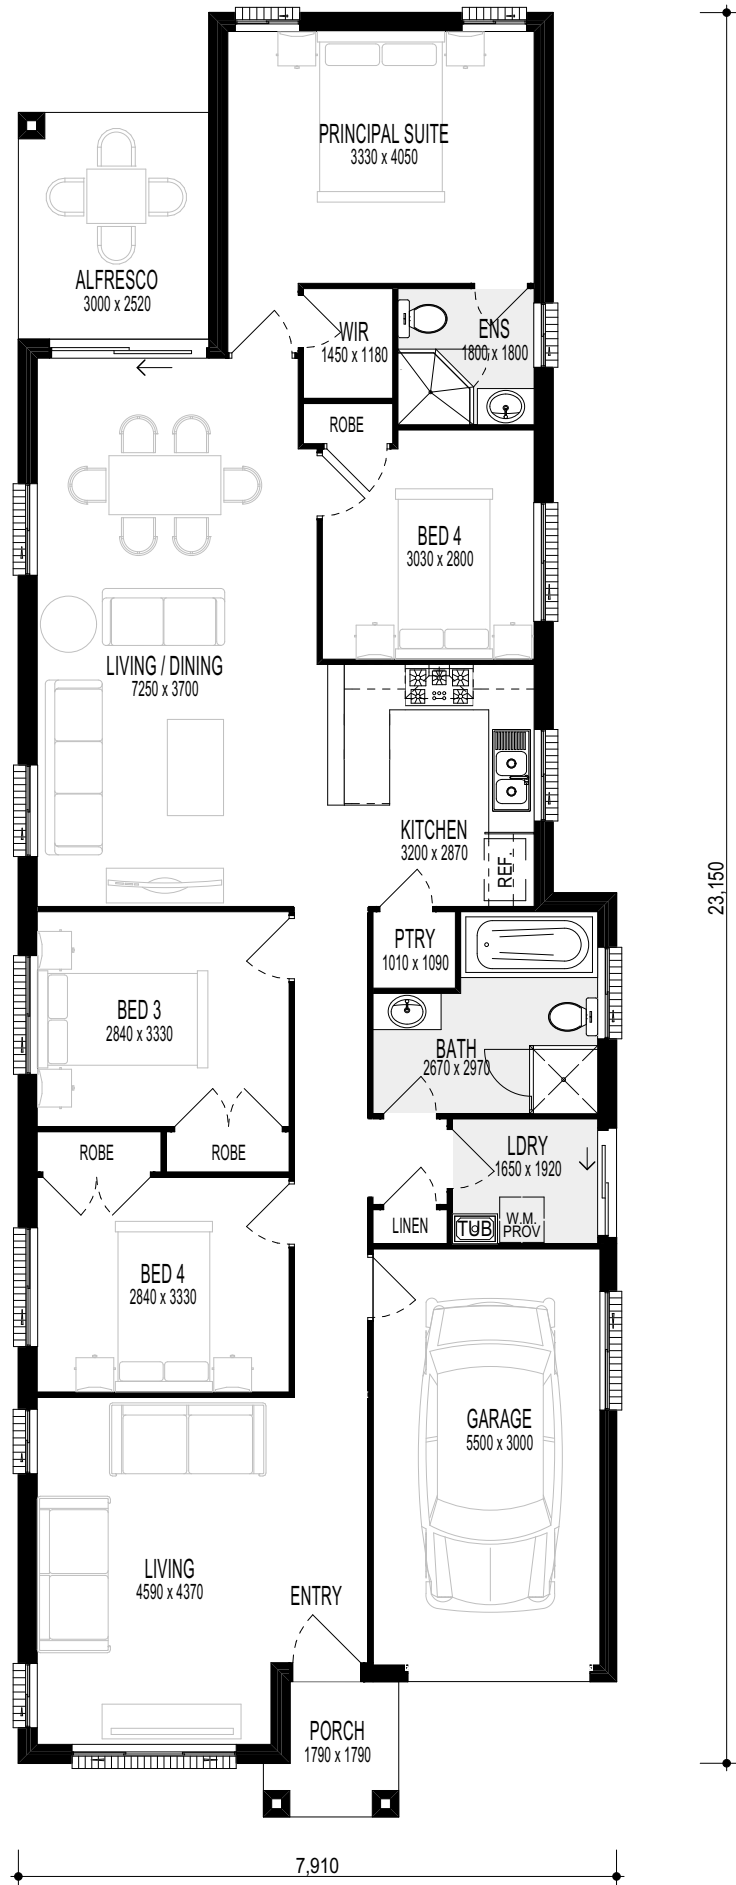 PRINCIPAL SUITE
3330 x 4050
ALFRESCO
3000 x 2520
WIR
1450 x 1180
ENS
1800 x 1800
ROBE
BED 4
3030 x 2800
LIVING / DINING
7250 x 3700
KITCHEN
3200 x 2870
REF.
23,150
PTRY
1010 x 1090
BED 3
2840 x 3330
BATH
2670 x 2970
ROBE
ROBE
LDRY
1650 x 1920
LINEN
TUB
W.M.
PROV
BED 4
2840 x 3330
GARAGE
5500 x 3000
LIVING
4590 x 4370
ENTRY
PORCH
1790 x 1790
7,910